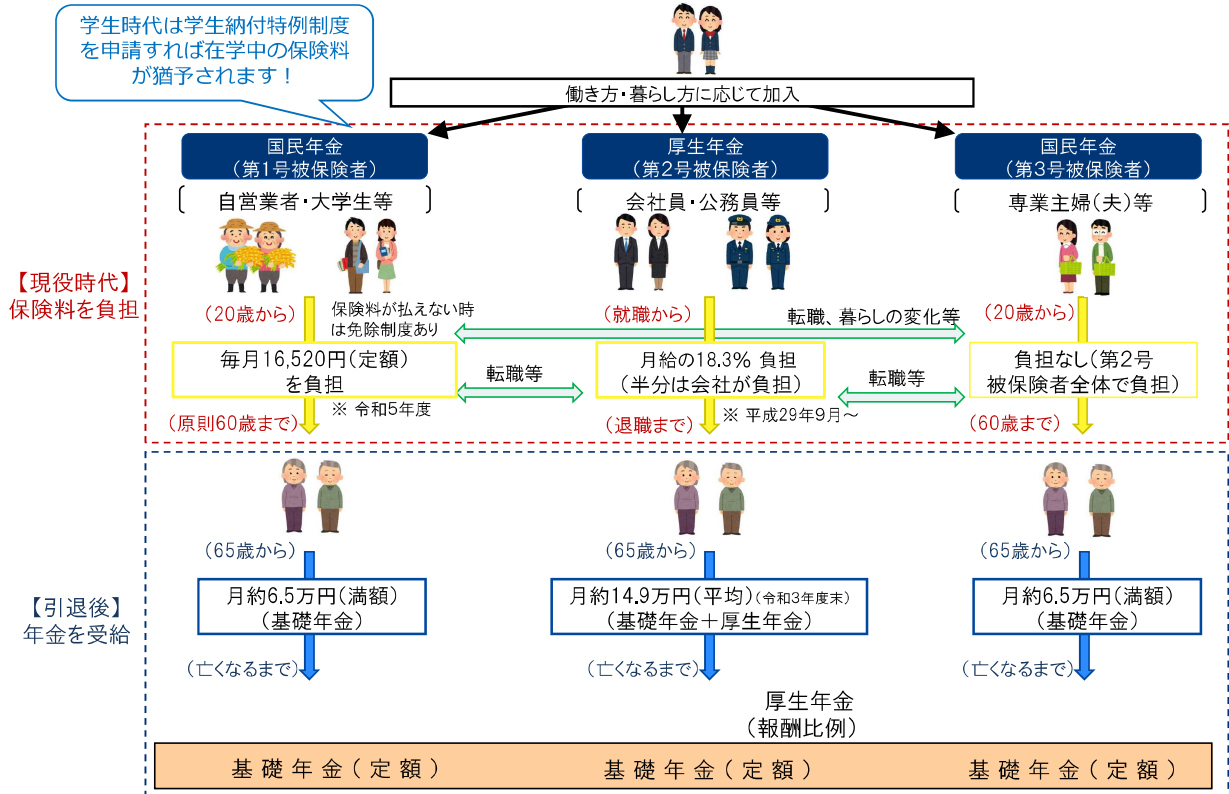 学生時代は学生納付特例制度
を申請すれば在学中の保険料
が猶予されます！
働き方・暮らし方に応じて加入
国民年金
（第1号被保険者）
厚生年金
（第2号被保険者）
国民年金
（第3号被保険者）
自営業者・大学生等
会社員・公務員等
専業主婦（夫）等
【現役時代】
保険料を負担
（20歳から）
保険料が払えない時
は免除制度あり
（就職から）
転職、暮らしの変化等
（20歳から）
毎月16,520円（定額）
を負担
転職等
月給の18.3% 負担
（半分は会社が負担）
転職等
負担なし（第2号
被保険者全体で負担）
※ 令和5年度
（原則60歳まで）
（退職まで）
※ 平成29年9月～
（60歳まで）
（65歳から）
（65歳から）
（65歳から）
【引退後】
年金を受給
月約6.5万円（満額）
（基礎年金）
月約14.9万円（平均）（令和3年度末）
（基礎年金＋厚生年金）
月約6.5万円（満額）
（基礎年金）
（亡くなるまで）
（亡くなるまで）
（亡くなるまで）
厚生年金
（報酬比例）
基礎年金（定額）
基礎年金（定額）
基礎年金（定額）